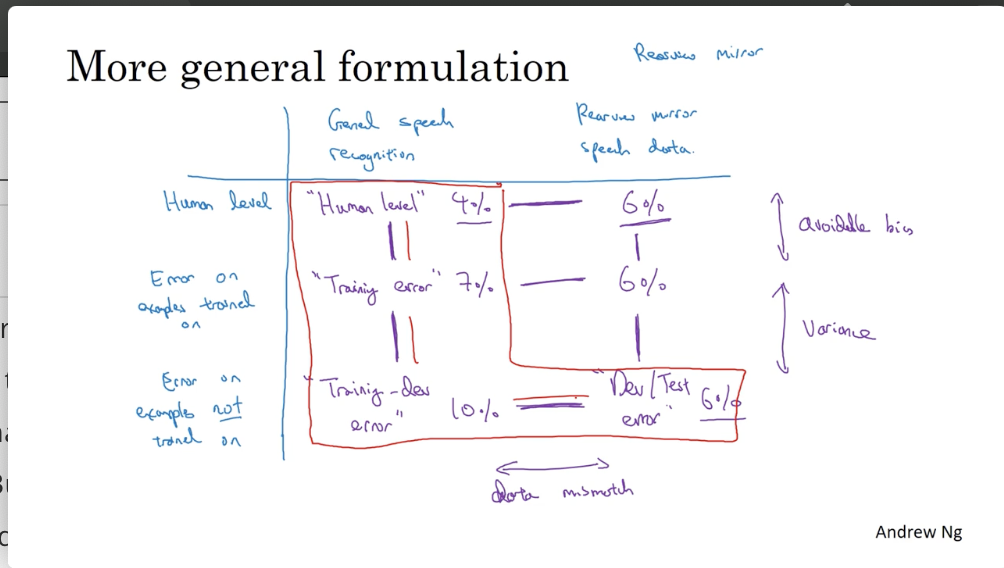 More general formulation
Rearview mirror
General speech
recognition
Rearview mirror
speech data.
Human level
"Human level" 4%
6%
avoidable bias
Error on
examples trained
on
"Training error" 7%
6%
Variance
Error on
examples not
trained on
"Training-dev
error" 10%
"Dev/Test
error" 6%
data mismatch
Andrew Ng